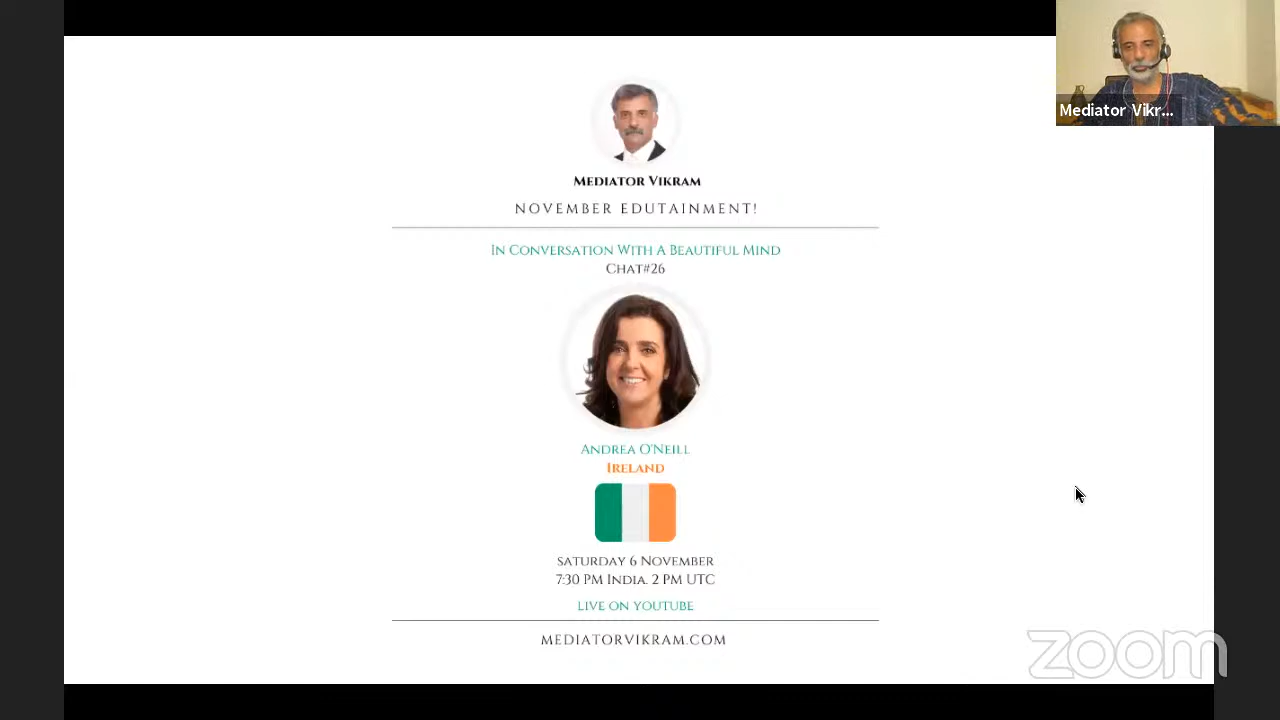 Mediator Vikr...
MEDIATOR VIKRAM
NOVEMBER EDUTAINMENT!
IN CONVERSATION WITH A BEAUTIFUL MIND
CHAT#26
ANDREA O'NEILL
IRELAND
SATURDAY 6 NOVEMBER
7:30 PM INDIA. 2 PM UTC
LIVE ON YOUTUBE
MEDIATORVIKRAM.COM
zoom